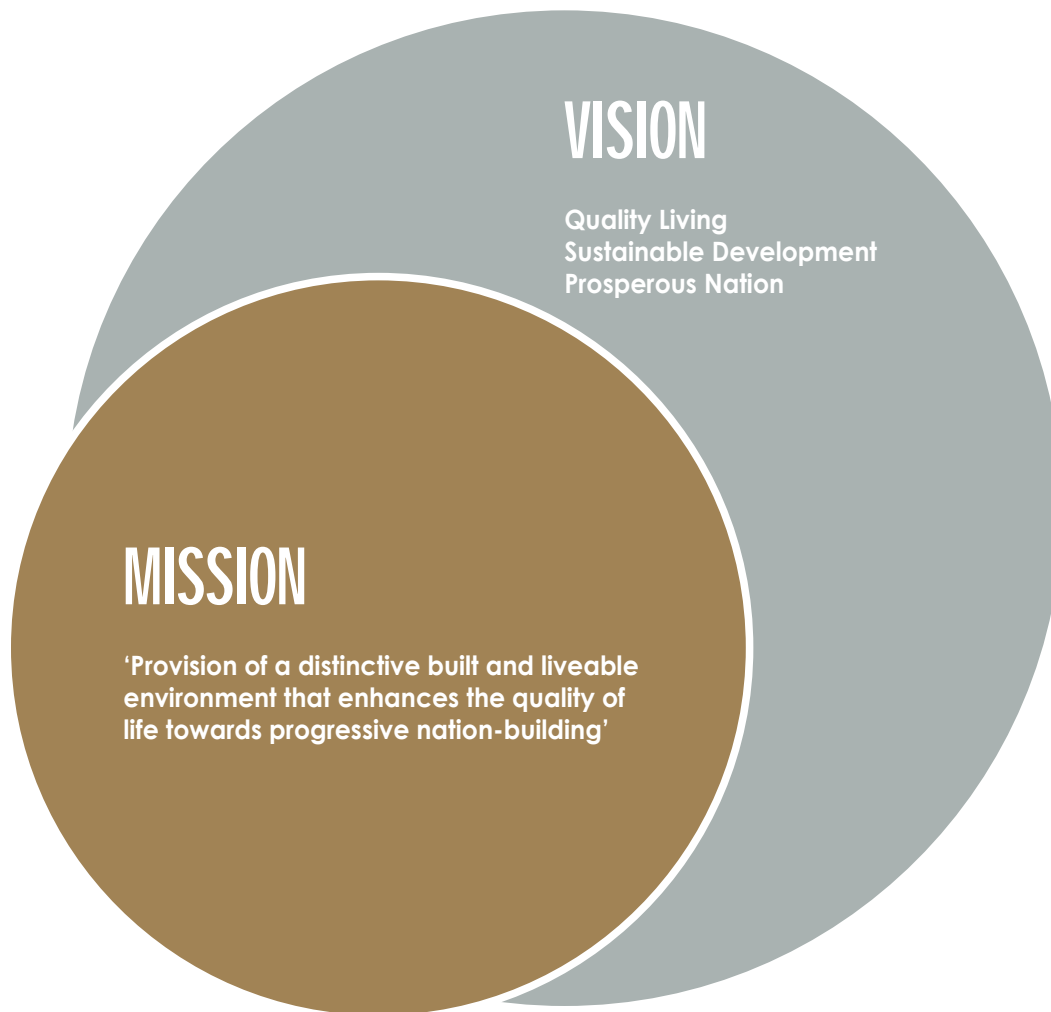 VISION
Quality Living
Sustainable Development
Prosperous Nation
MISSION
‘Provision of a distinctive built and liveable
environment that enhances the quality of
life towards progressive nation-building’